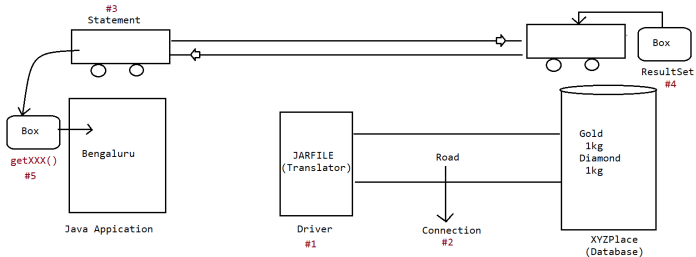 #3
Statement
Box
ResultSet
#4
Box
getXXX()
#5
Bengaluru
Java Appication
JARFILE
(Translator)
Driver
#1
Road
Connection
#2
Gold
1kg
Diamond
1kg
XYZPlace
(Database)